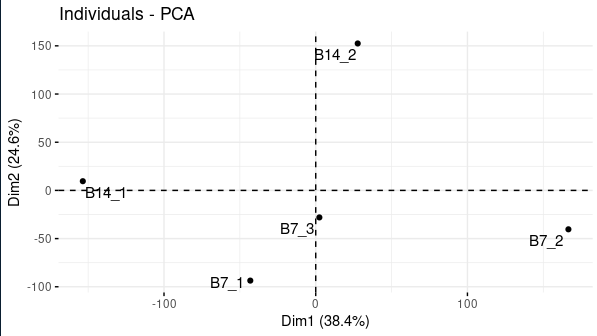 Individuals - PCA
150
B14_2
100
50
B14_1
0
B7_3
-50
B7_2
B7_1
-100
-100 0 100
Dim1 (38.4%)
Dim2 (24.6%)